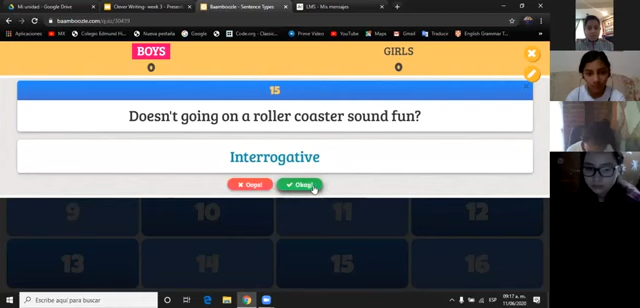 Mi unidad - Google Drive
Clever Writing- week 3 - Present
Baamboozle - Sentence Types
LMS - Mis mensajes
baamboozle.com/quiz/30439
Aplicaciones
MX
Colegio Edmund H
Nueva pestaña
Google
Code.org - Classic
Prime Video
YouTube
Maps
Gmail
Traducir
English Grammar T
BOYS
0
GIRLS
0
15
Doesn't going on a roller coaster sound fun?
Interrogative
Oops!
Okay!
9
10
11
12
13
14
15
16
Escribe aquí para buscar
ESP
09:17 a. m.
11/06/2020